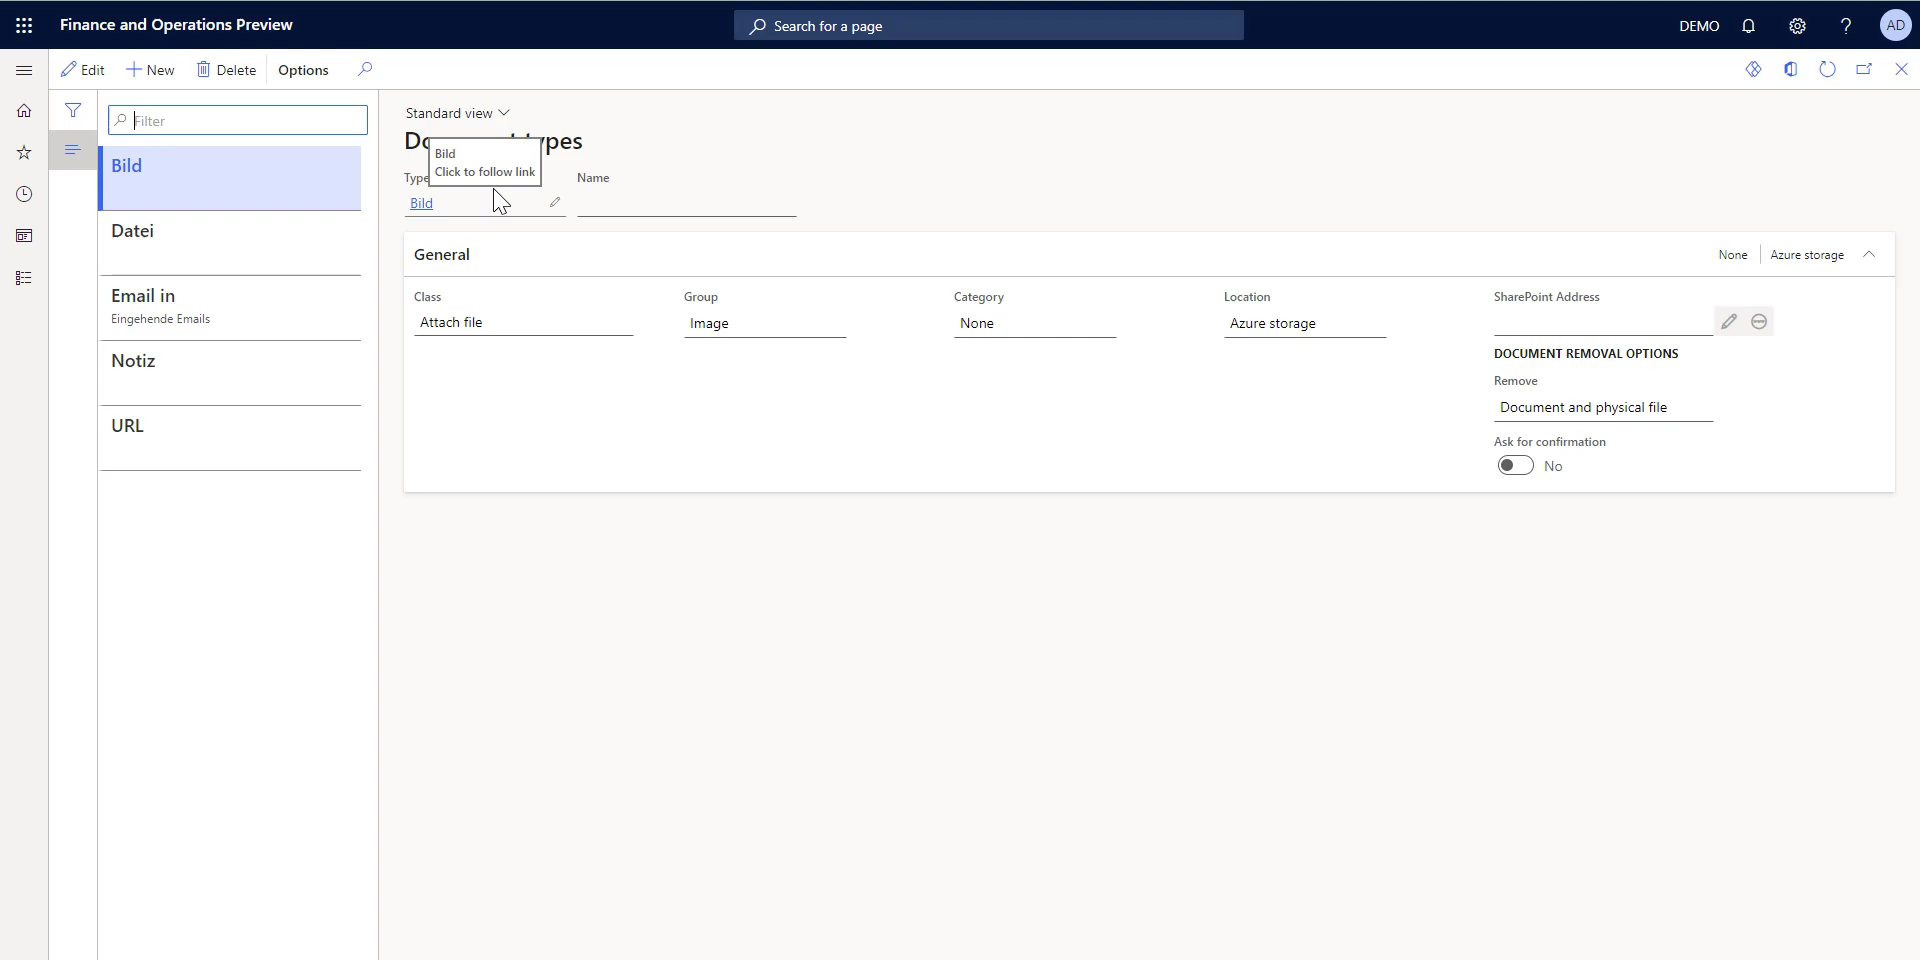 Finance and Operations Preview
Search for a page
DEMO
AD
Edit
New
Delete
Options
Filter
Bild
Datei
Email in
Eingehende Emails
Notiz
URL
Standard view
Do types
Bild
Click to follow link
Type
Name
Bild
General
None
Azure storage
Class
Group
Category
Location
SharePoint Address
Attach file
Image
None
Azure storage
DOCUMENT REMOVAL OPTIONS
Remove
Document and physical file
Ask for confirmation
No